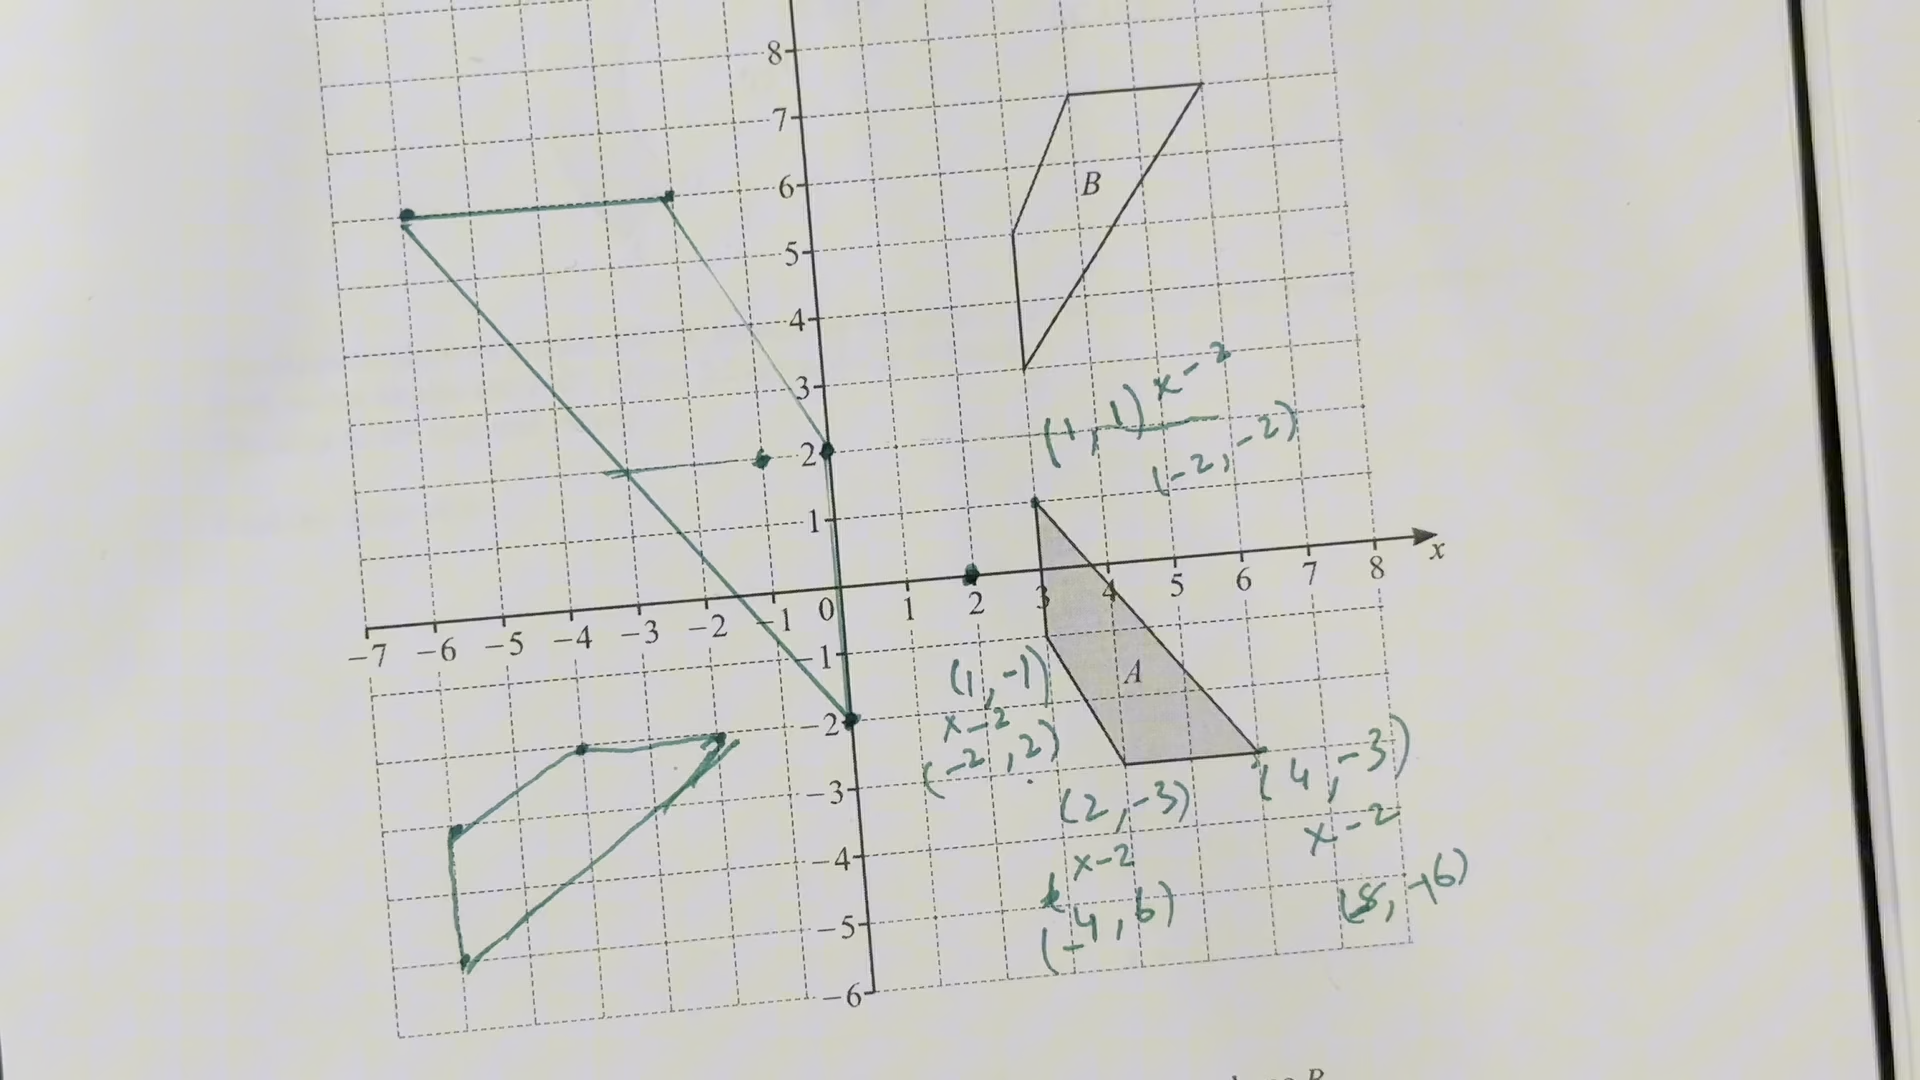 8
7
6
B
5
4
3
x-2
(1,1)
2
(-2,-2)
1
x
-7 -6 -5 -4 -3 -2 -1 0 1 2 3 4 5 6 7 8
-1
(1,-1)
A
-2
x-2
(4,-3)
(-2,2)
-3
(2,-3)
x-2
-4
x-2
(-4,6)
-5
-6
B